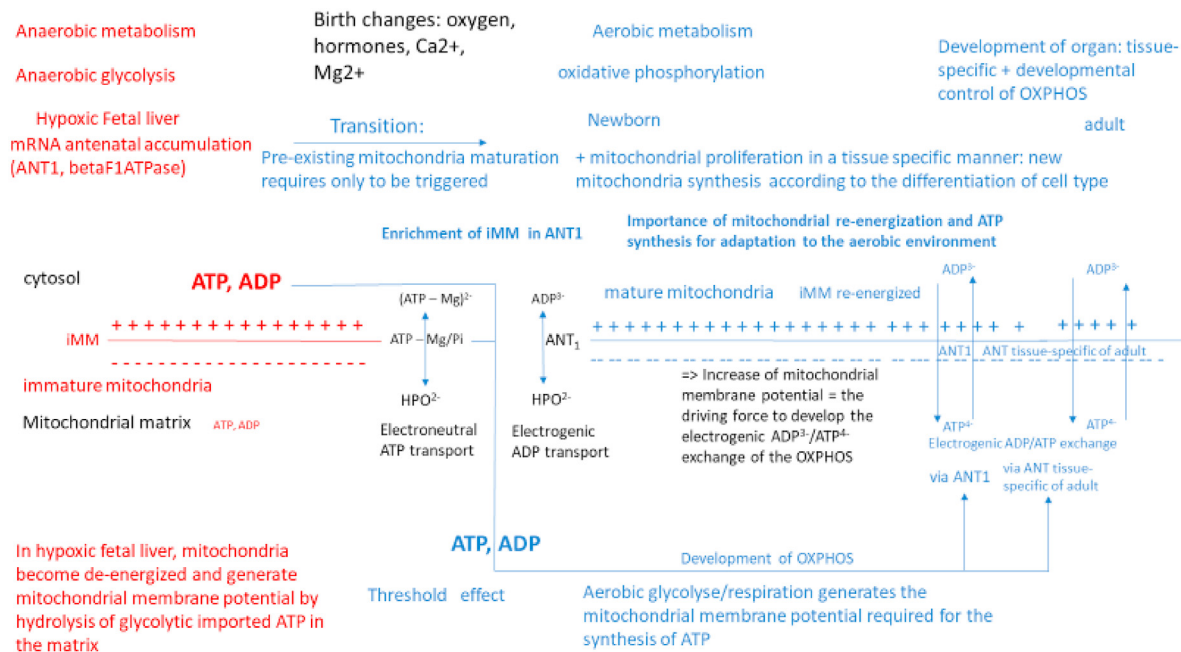 Anaerobic metabolism
Anaerobic glycolysis
Hypoxic Fetal liver
mRNA antenatal accumulation
(ANT1, betaF1ATPase)
Birth changes: oxygen,
hormones, Ca2+,
Mg2+
Transition:
Pre-existing mitochondria maturation
requires only to be triggered
Aerobic metabolism
oxidative phosphorylation
Newborn
+ mitochondrial proliferation in a tissue specific manner: new
mitochondria synthesis according to the differentiation of cell type
Development of organ: tissue-
specific + developmental
control of OXPHOS
adult
Enrichment of iMM in ANT1
Importance of mitochondrial re-energization and ATP
synthesis for adaptation to the aerobic environment
cytosol
ATP, ADP
(ATP – Mg)²⁻
ADP³⁻
mature mitochondria
iMM re-energized
ADP³⁻
ADP³⁻
+ + + + + + + + + + + + + + + +
+ + + + + + + + + + + + + + + + + + + + + + + +
+ + + + +
iMM
ATP – Mg/Pi
ANT₁
ANT1
ANT tissue-specific of adult
immature mitochondria
Mitochondrial matrix
ATP, ADP
HPO²⁻
HPO²⁻
Electroneutral
ATP transport
Electrogenic
ADP transport
=> Increase of mitochondrial
membrane potential = the
driving force to develop the
electrogenic ADP³⁻/ATP⁴⁻
exchange of the OXPHOS
ATP⁴⁻
ATP⁴⁻
Electrogenic ADP/ATP exchange
via ANT1
via ANT tissue-
specific of adult
In hypoxic fetal liver, mitochondria
become de-energized and generate
mitochondrial membrane potential by
hydrolysis of glycolytic imported ATP in
the matrix
ATP, ADP
Threshold effect
Development of OXPHOS
Aerobic glycolyse/respiration generates the
mitochondrial membrane potential required for the
synthesis of ATP